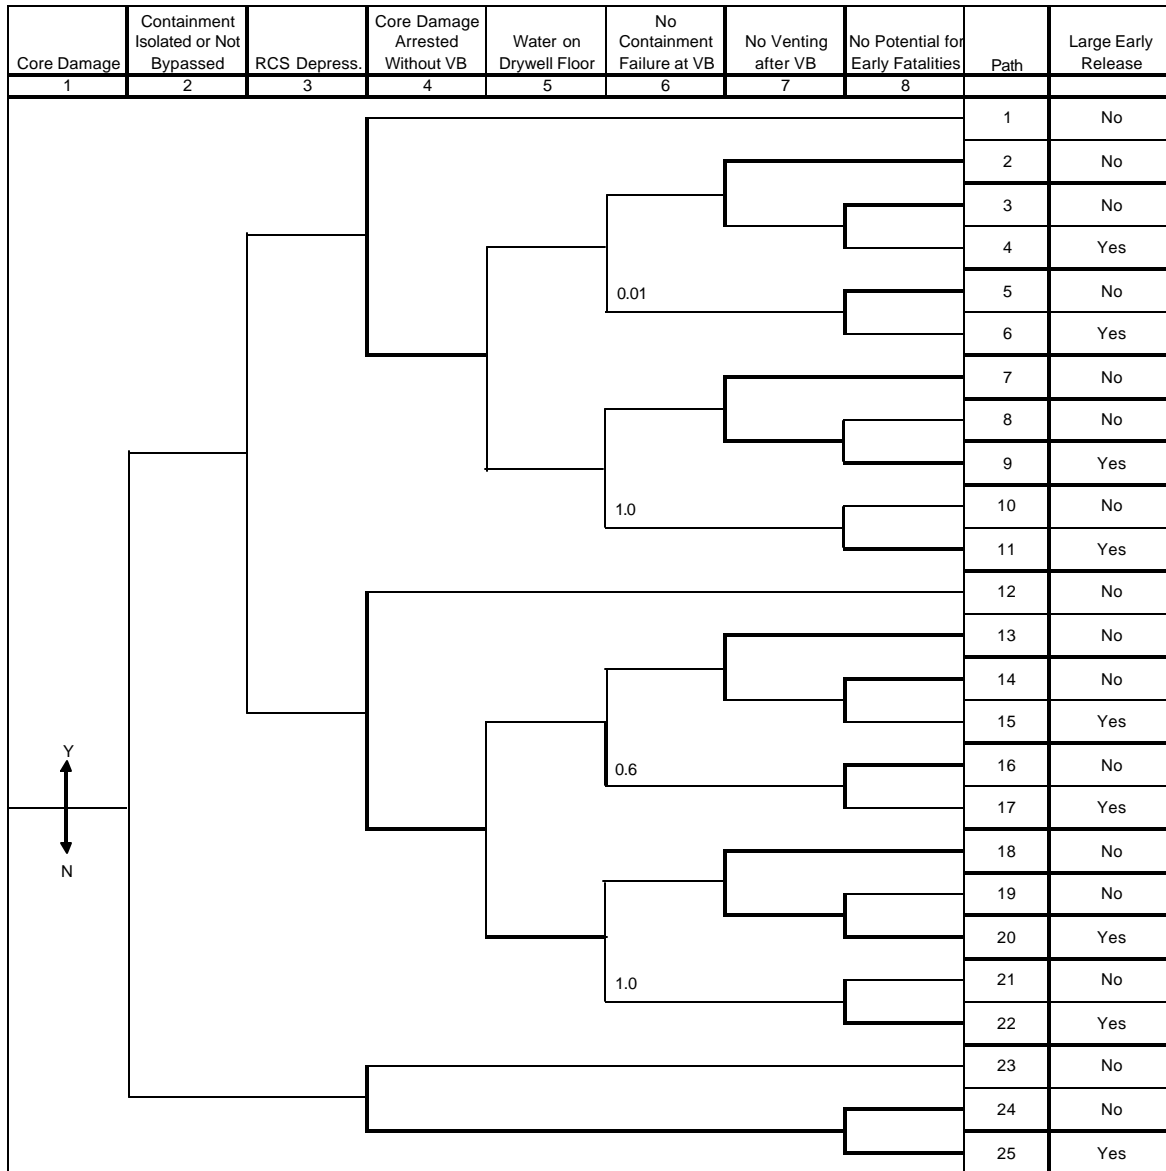 Core Damage
Containment
Isolated or Not
Bypassed
RCS Depress.
Core Damage
Arrested
Without VB
Water on
Drywell Floor
No
Containment
Failure at VB
No Venting
after VB
No Potential for
Early Fatalities
Path
Large Early
Release
1 2 3 4 5 6 7 8
1 No
2 No
3 No
4 Yes
0.01
5 No
6 Yes
7 No
8 No
9 Yes
1.0
10 No
11 Yes
12 No
13 No
14 No
15 Yes
Y
0.6
16 No
17 Yes
18 No
N
19 No
20 Yes
1.0
21 No
22 Yes
23 No
24 No
25 Yes